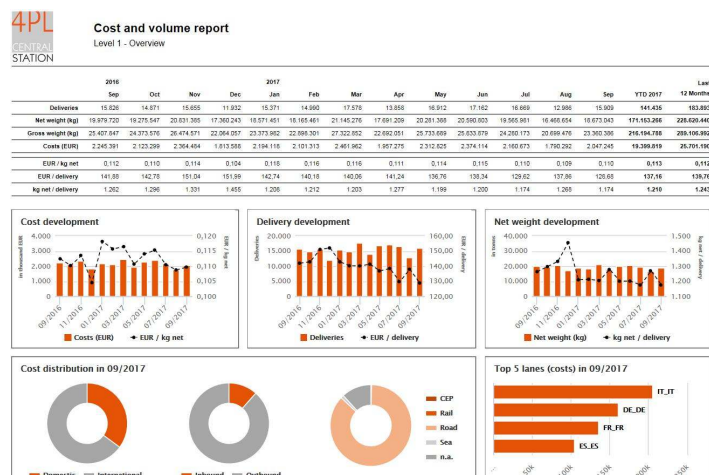 4PL
CENTRAL
STATION
Cost and volume report
Level 1 - Overview
2016 2017 Last
Sep Oct Nov Dec Jan Feb Mar Apr May Jun Jul Aug Sep YTD 2017 12 Months
Deliveries 15.826 14.871 15.655 11.932 15.371 14.990 17.578 13.858 16.912 17.162 16.669 12.986 15.909 141.435 183.893
Net weight (kg) 19.979.720 19.275.547 20.831.385 17.360.243 18.571.451 18.165.461 21.145.276 17.691.209 20.281.388 20.590.803 19.565.981 16.468.654 18.673.043 171.153.266 228.620.440
Gross weight (kg) 25.407.847 24.373.576 26.474.571 22.064.057 23.373.982 22.898.301 27.322.852 22.692.051 25.733.689 25.633.879 24.280.173 20.699.476 23.360.386 216.194.788 289.106.982
Costs (EUR) 2.245.391 2.123.299 2.364.484 1.813.588 2.194.118 2.101.313 2.461.962 1.957.275 2.312.825 2.374.114 2.160.673 1.790.292 2.047.245 19.399.819 25.701.190
EUR / kg net 0,112 0,110 0,114 0,104 0,118 0,116 0,116 0,111 0,114 0,115 0,110 0,109 0,110 0,113 0,112
EUR / delivery 141,88 142,78 151,04 151,99 142,74 140,18 140,06 141,24 136,76 138,34 129,62 137,86 128,68 137,16 139,76
kg net / delivery 1.262 1.296 1.331 1.455 1.208 1.212 1.203 1.277 1.199 1.200 1.174 1.268 1.174 1.210 1.243
Cost development Delivery development Net weight development
4,000 0,120 20.000 160,00 40.000 1.500
3,000 0,115 15.000 150,00 30.000 1.400
2,000 0,110 10.000 140,00 20.000 1.300
1,000 0,105 5.000 130,00 10.000 1.200
0 0,100 0 120,00 0 1.100
in thousand EUR EUR / kg net Deliveries EUR / delivery in tonnes kg net / delivery
09/2016 11/2016 01/2017 03/2017 05/2017 07/2017 09/2017
09/2016 11/2016 01/2017 03/2017 05/2017 07/2017 09/2017
09/2016 11/2016 01/2017 03/2017 05/2017 07/2017 09/2017
Costs (EUR) EUR / kg net Deliveries EUR / delivery Net weight (kg) kg net / delivery
Cost distribution in 09/2017 Top 5 lanes (costs) in 09/2017
CEP
Rail
Road
Sea
n.a.
IT_IT
DE_DE
FR_FR
ES_ES
Domestic International Inbound Outbound